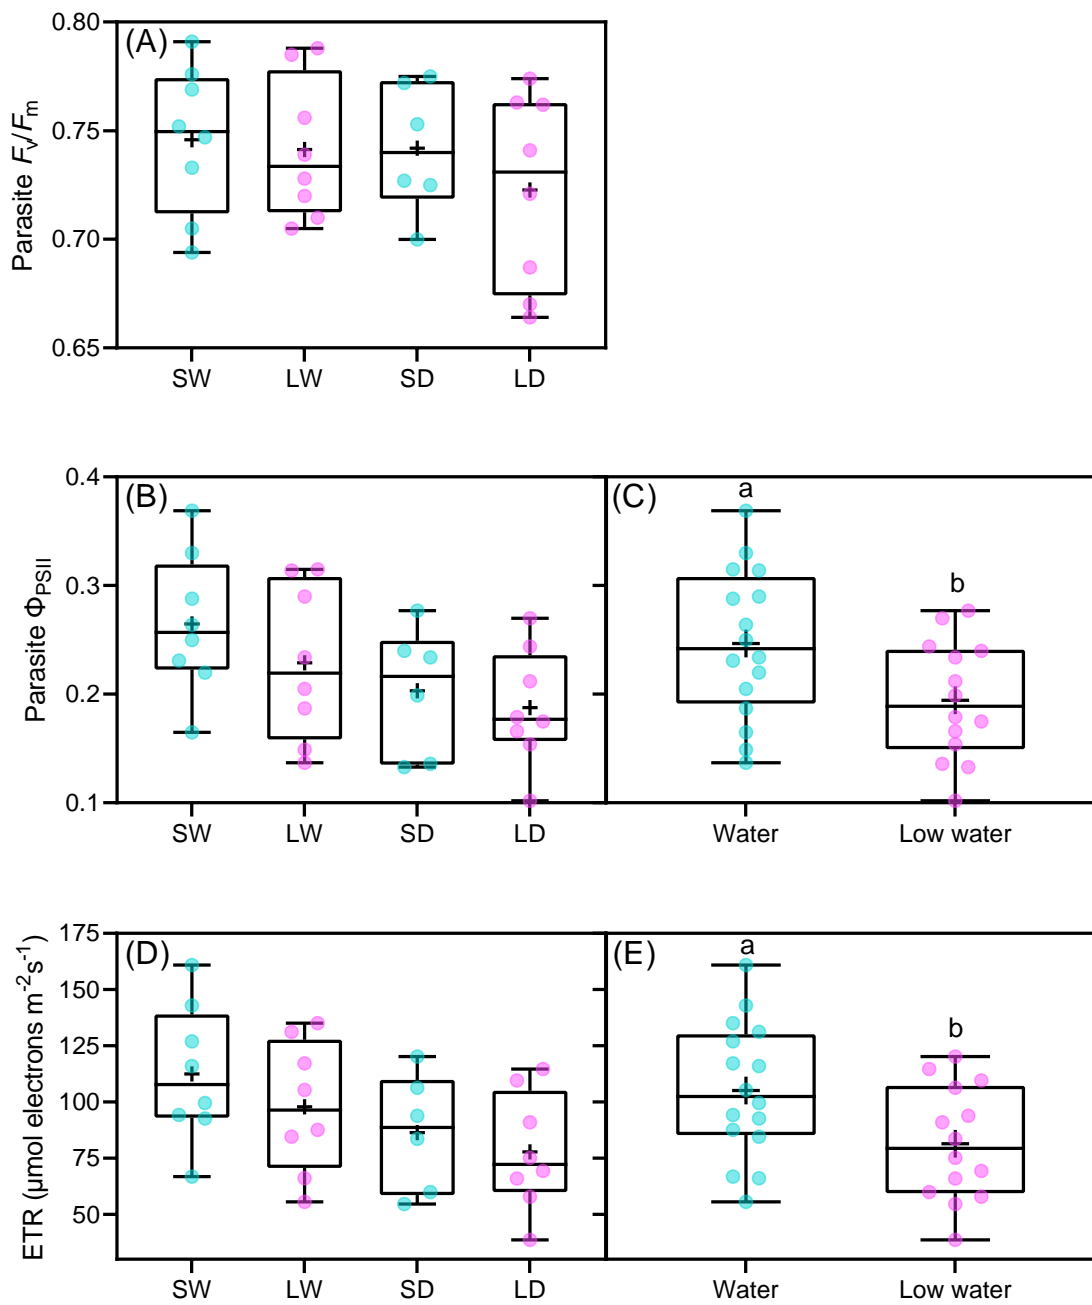 (A)
0.80
0.75
0.70
0.65
Parasite Fv/Fm
SW LW SD LD
(B) (C)
a
b
0.4
0.3
0.2
0.1
Parasite ΦPSII
SW LW SD LD Water Low water
(D) (E)
a
b
175
150
125
100
75
50
ETR (μmol electrons m⁻²s⁻¹)
SW LW SD LD Water Low water